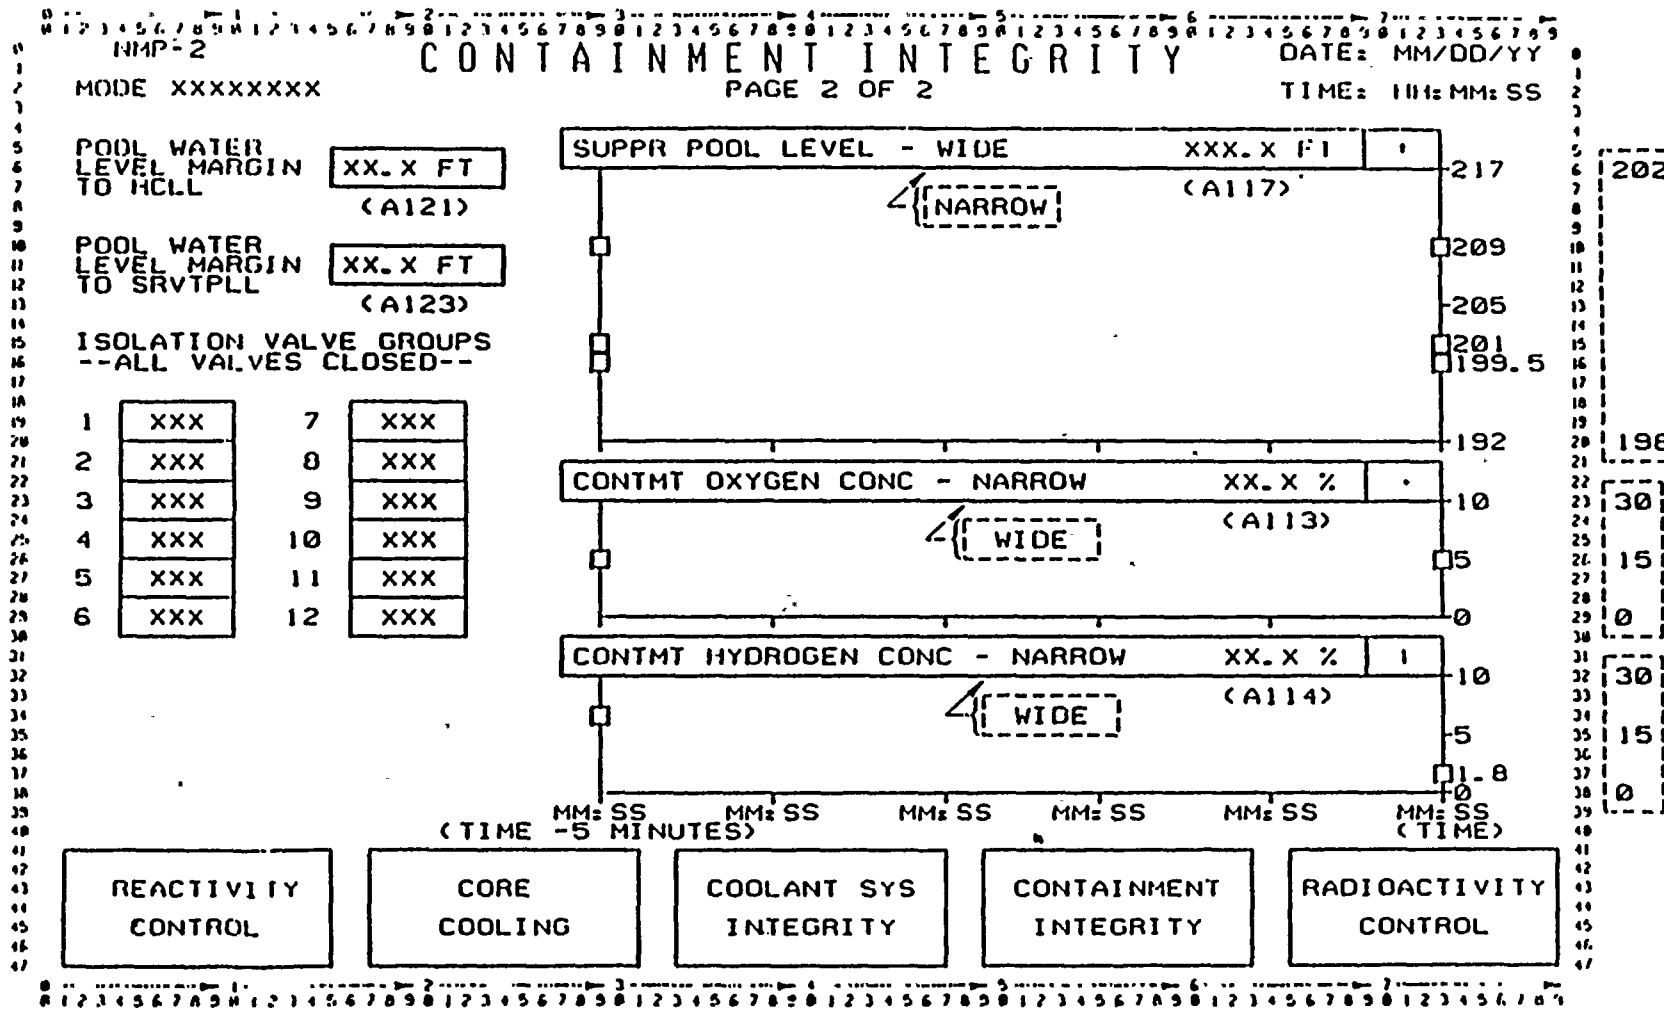 NMP-2
CONTAINMENT INTEGRITY
DATE: MM/DD/YY
MODE XXXXXXXX
PAGE 2 OF 2
TIME: HH:MM:SS
POOL WATER
LEVEL MARGIN
TO HCLL
XX.X FT
(A121)
POOL WATER
LEVEL MARGIN
TO SRVTPLL
XX.X FT
(A123)
ISOLATION VALVE GROUPS
--ALL VALVES CLOSED--
1 XXX 7 XXX
2 XXX 8 XXX
3 XXX 9 XXX
4 XXX 10 XXX
5 XXX 11 XXX
6 XXX 12 XXX
SUPPR POOL LEVEL - WIDE XXX.X FT
(A117)
NARROW
217
209
205
201
199.5
192
202
198
CONTMT OXYGEN CONC - NARROW XX.X %
(A113)
WIDE
10
5
0
30
15
0
CONTMT HYDROGEN CONC - NARROW XX.X %
(A114)
WIDE
10
5
1.8
0
30
15
0
MM:SS MM:SS MM:SS MM:SS MM:SS MM:SS
(TIME -5 MINUTES) (TIME)
REACTIVITY
CONTROL
CORE
COOLING
COOLANT SYS
INTEGRITY
CONTAINMENT
INTEGRITY
RADIOACTIVITY
CONTROL